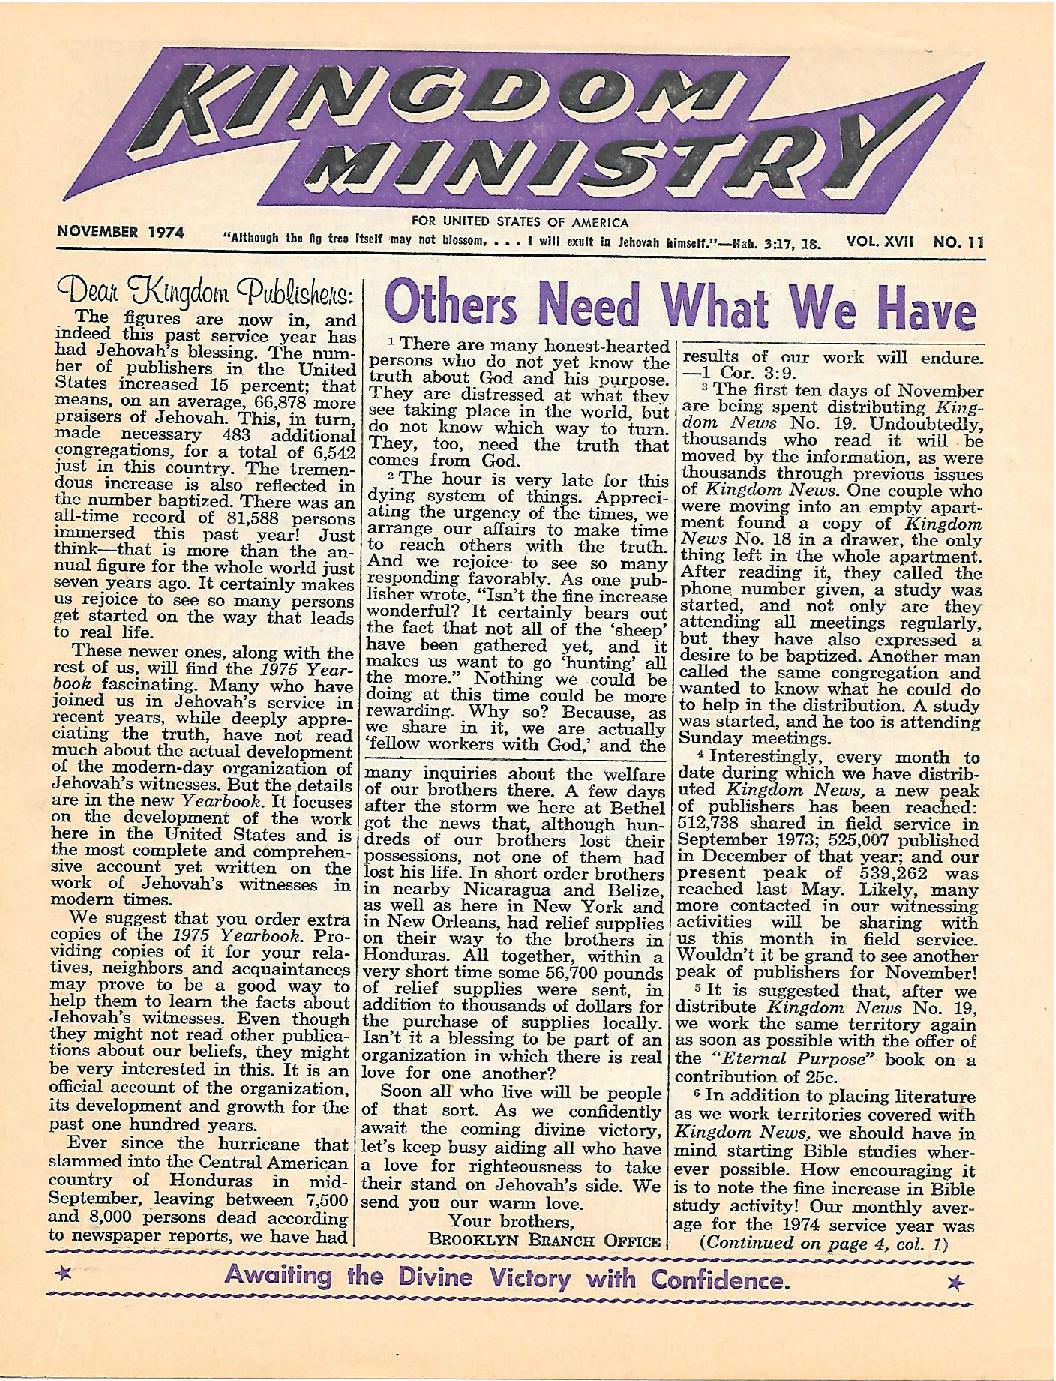 KINGDOM
MINISTRY
FOR UNITED STATES OF AMERICA
NOVEMBER 1974
"Although the fig tree itself may not blossom, . . . I will exult in Jehovah himself."—Hab. 3:17, 18.
VOL. XVII NO. 11
Dear Kingdom Publishers:
The figures are now in, and
indeed this past service year has
had Jehovah's blessing. The num-
ber of publishers in the United
States increased 15 percent; that
means, on an average, 66,878 more
praisers of Jehovah. This, in turn,
made necessary 483 additional
congregations, for a total of 6,542
just in this country. The tremen-
dous increase is also reflected in
the number baptized. There was an
all-time record of 81,588 persons
immersed this past year! Just
think—that is more than the an-
nual figure for the whole world just
seven years ago. It certainly makes
us rejoice to see so many persons
get started on the way that leads
to real life.
These newer ones, along with the
rest of us, will find the 1975 Year-
book fascinating. Many who have
joined us in Jehovah's service in
recent years, while deeply appre-
ciating the truth, have not read
much about the actual development
of the modern-day organization of
Jehovah's witnesses. But the details
are in the new Yearbook. It focuses
on the development of the work
here in the United States and is
the most complete and comprehen-
sive account yet written on the
work of Jehovah's witnesses in
modern times.
We suggest that you order extra
copies of the 1975 Yearbook. Pro-
viding copies of it for your rela-
tives, neighbors and acquaintances
may prove to be a good way to
help them to learn the facts about
Jehovah's witnesses. Even though
they might not read other publica-
tions about our beliefs, they might
be very interested in this. It is an
official account of the organization,
its development and growth for the
past one hundred years.
Ever since the hurricane that
slammed into the Central American
country of Honduras in mid-
September, leaving between 7,500
and 8,000 persons dead according
to newspaper reports, we have had
many inquiries about the welfare
of our brothers there. A few days
after the storm we here at Bethel
got the news that, although hun-
dreds of our brothers lost their
possessions, not one of them had
lost his life. In short order brothers
in nearby Nicaragua and Belize,
as well as here in New York and
in New Orleans, had relief supplies
on their way to the brothers in
Honduras. All together, within a
very short time some 56,700 pounds
of relief supplies were sent, in
addition to thousands of dollars for
the purchase of supplies locally.
Isn't it a blessing to be part of an
organization in which there is real
love for one another?
Soon all who live will be people
of that sort. As we confidently
await the coming divine victory,
let's keep busy aiding all who have
a love for righteousness to take
their stand on Jehovah's side. We
send you our warm love.
Your brothers,
BROOKLYN BRANCH OFFICE
Others Need What We Have
1 There are many honest-hearted
persons who do not yet know the
truth about God and his purpose.
They are distressed at what they
see taking place in the world, but
do not know which way to turn.
They, too, need the truth that
comes from God.
2 The hour is very late for this
dying system of things. Appreci-
ating the urgency of the times, we
arrange our affairs to make time
to reach others with the truth.
And we rejoice to see so many
responding favorably. As one pub-
lisher wrote, "Isn't the fine increase
wonderful? It certainly bears out
the fact that not all of the 'sheep'
have been gathered yet, and it
makes us want to go 'hunting' all
the more." Nothing we could be
doing at this time could be more
rewarding. Why so? Because, as
we share in it, we are actually
'fellow workers with God,' and the
results of our work will endure.
—1 Cor. 3:9.
3 The first ten days of November
are being spent distributing King-
dom News No. 19. Undoubtedly,
thousands who read it will be
moved by the information, as were
thousands through previous issues
of Kingdom News. One couple who
were moving into an empty apart-
ment found a copy of Kingdom
News No. 18 in a drawer, the only
thing left in the whole apartment.
After reading it, they called the
phone number given, a study was
started, and not only are they
attending all meetings regularly,
but they have also expressed a
desire to be baptized. Another man
called the same congregation and
wanted to know what he could do
to help in the distribution. A study
was started, and he too is attending
Sunday meetings.
4 Interestingly, every month to
date during which we have distrib-
uted Kingdom News, a new peak
of publishers has been reached:
512,738 shared in field service in
September 1973; 525,007 published
in December of that year; and our
present peak of 539,262 was
reached last May. Likely, many
more contacted in our witnessing
activities will be sharing with
us this month in field service.
Wouldn't it be grand to see another
peak of publishers for November!
5 It is suggested that, after we
distribute Kingdom News No. 19,
we work the same territory again
as soon as possible with the offer of
the "Eternal Purpose" book on a
contribution of 25c.
6 In addition to placing literature
as we work territories covered with
Kingdom News, we should have in
mind starting Bible studies wher-
ever possible. How encouraging it
is to note the fine increase in Bible
study activity! Our monthly aver-
age for the 1974 service year was
(Continued on page 4, col. 1)
★ Awaiting the Divine Victory with Confidence. ★